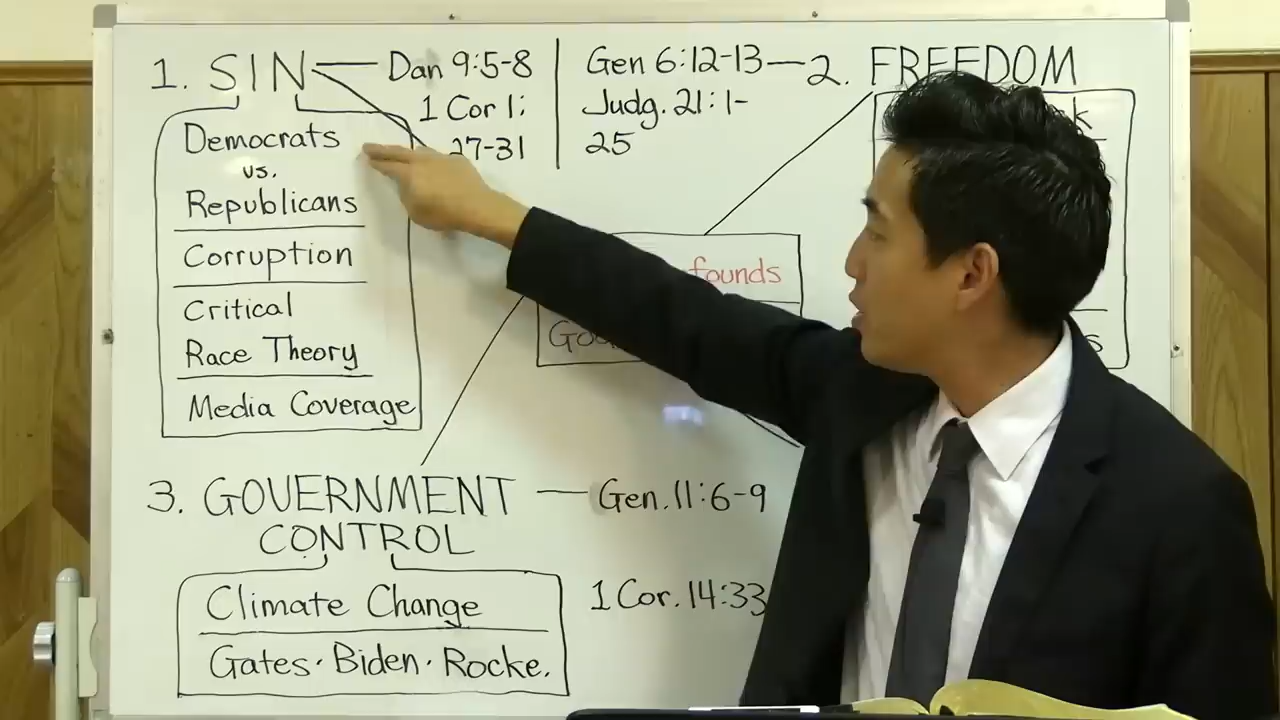 1. SIN
Dan 9:5-8
1 Cor 1:
27-31
Gen 6:12-13
Judg. 21:1-
25
2. FREEDOM
Democrats
vs.
Republicans
Corruption
Critical
Race Theory
Media Coverage
founds
3. GOVERNMENT
CONTROL
Gen. 11:6-9
Climate Change
Gates · Biden · Rocke.
1 Cor. 14:33